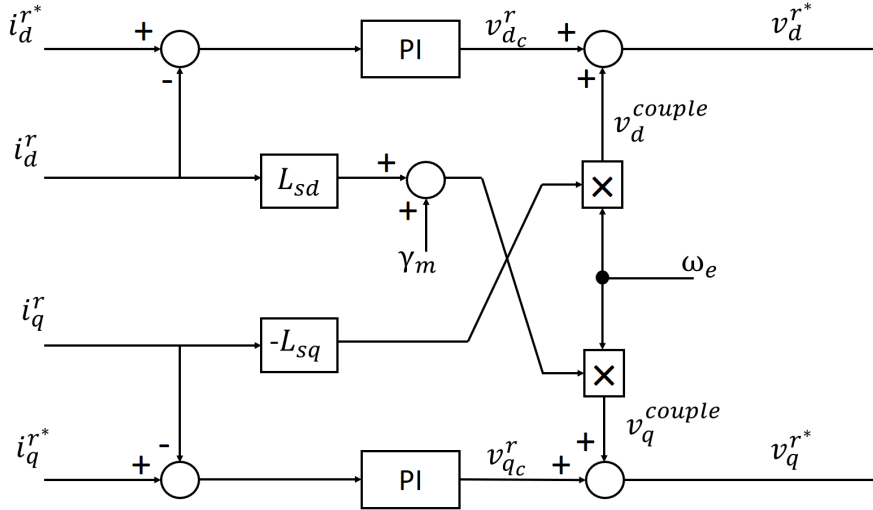 i_d^{r*}
+
-
PI
v_{d_c}^r
+
+
v_d^{r*}
v_d^{couple}
i_d^r
L_{sd}
+
+
γ_m
×
ω_e
i_q^r
-L_{sq}
×
v_q^{couple}
i_q^{r*}
-
+
PI
v_{q_c}^r
+
+
v_q^{r*}